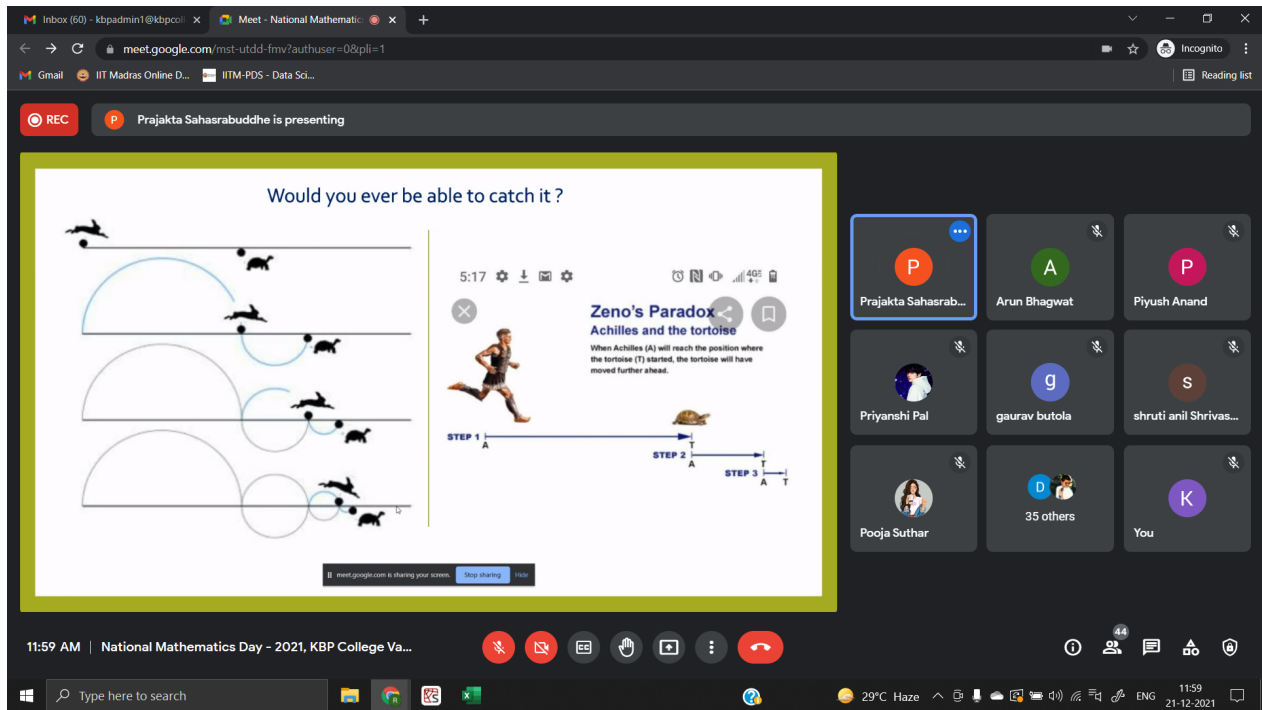 Inbox (60) - kbpadmin1@kbpcoll
Meet - National Mathematic
meet.google.com/mst-utdd-fmv?authuser=0&pli=1
Incognito
Gmail
IIT Madras Online D...
IITM-PDS - Data Sci...
Reading list
REC
P
Prajakta Sahasrabuddhe is presenting
Would you ever be able to catch it ?
5:17
4GE
Zeno's Paradox
Achilles and the tortoise
When Achilles (A) will reach the position where
the tortoise (T) started, the tortoise will have
moved further ahead.
STEP 1
A
T
STEP 2
A
T
STEP 3
A
T
meet.google.com is sharing your screen.
Stop sharing
Hide
P
Prajakta Sahasrab...
A
Arun Bhagwat
P
Piyush Anand
Priyanshi Pal
g
gaurav butola
s
shruti anil Shrivas...
Pooja Suthar
D
35 others
K
You
11:59 AM | National Mathematics Day - 2021, KBP College Va...
CC
44
Type here to search
R
29°C Haze
ENG
11:59
21-12-2021